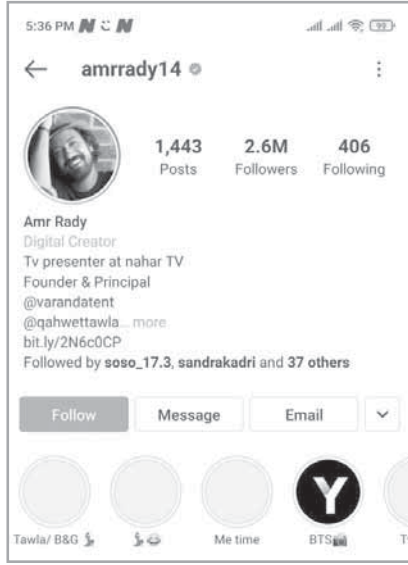 5:36 PM N N 99
amrrady14
1,443 2.6M 406
Posts Followers Following
Amr Rady
Digital Creator
Tv presenter at nahar TV
Founder & Principal
@varandatent
@qahwettawla... more
bit.ly/2N6c0CP
Followed by soso_17.3, sandrakadri and 37 others
Follow Message Email
Y
Tawla/ B&G 💃 💃😂 Me time BTS📸 T